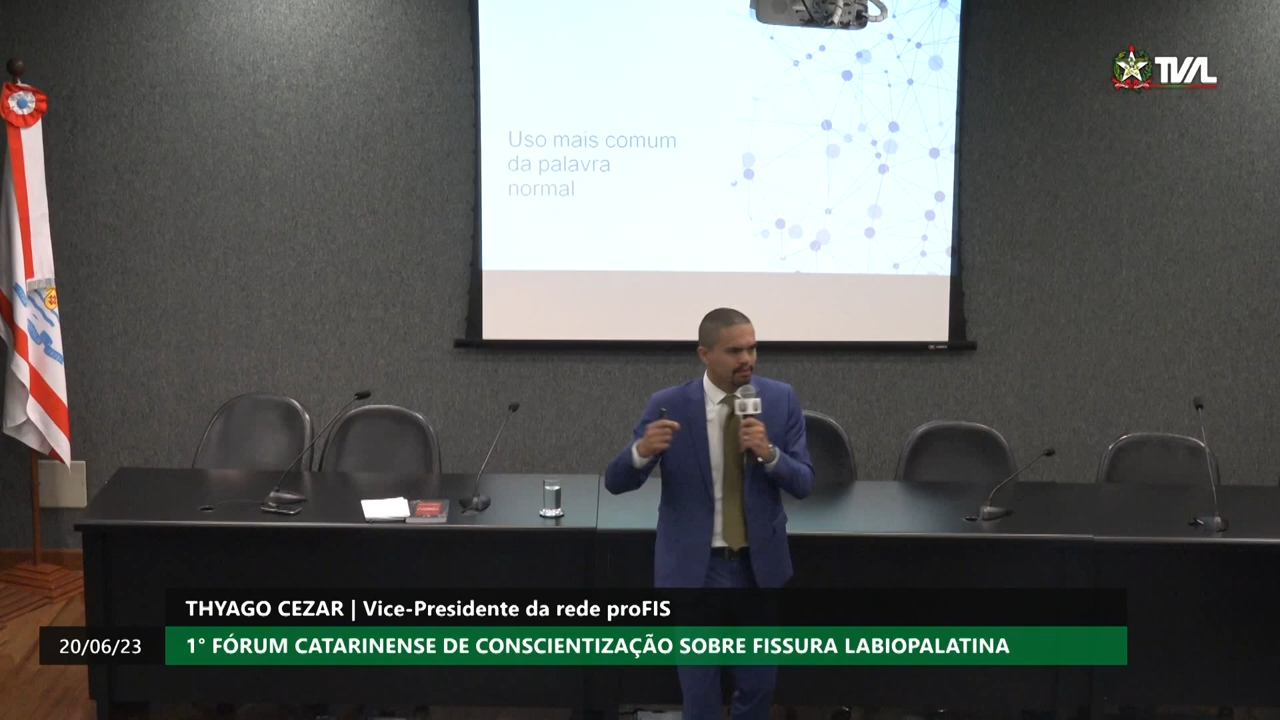 TVAL
Uso mais comum
da palavra
normal
THYAGO CEZAR | Vice-Presidente da rede proFIS
20/06/23
1° FÓRUM CATARINENSE DE CONSCIENTIZAÇÃO SOBRE FISSURA LABIOPALATINA